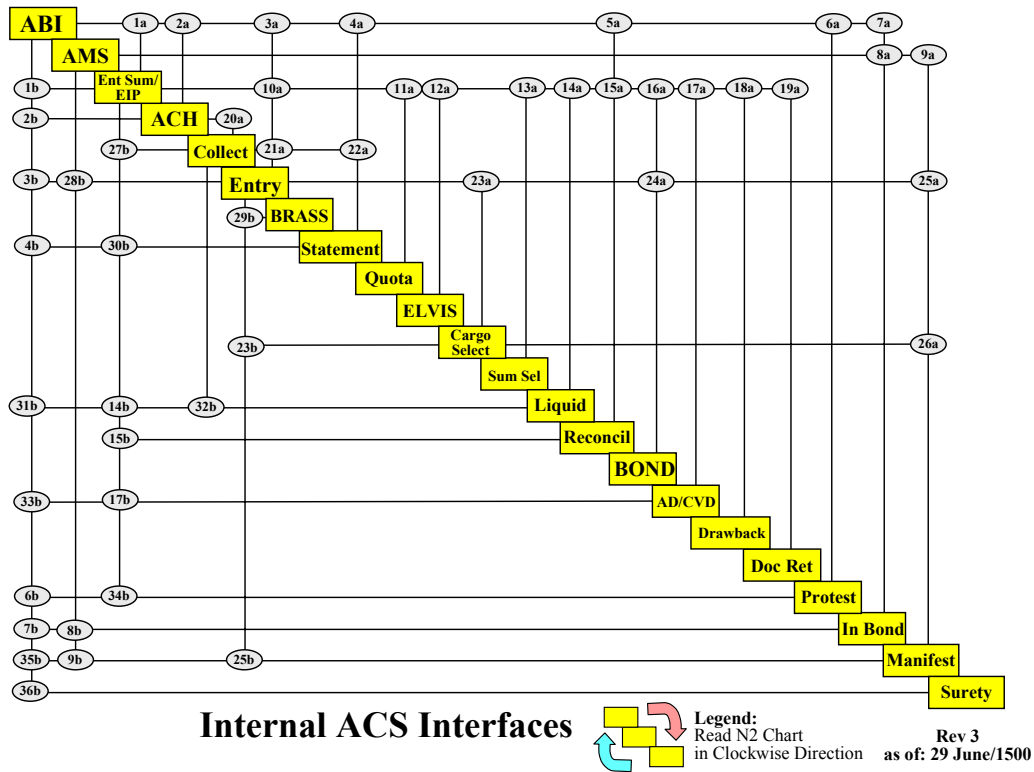 ABI 1a 2a 3a 4a 5a 6a 7a
AMS 8a 9a
1b Ent Sum/ 10a 11a 12a 13a 14a 15a 16a 17a 18a 19a
EIP
2b ACH 20a
27b Collect 21a 22a
3b 28b Entry 23a 24a 25a
29b BRASS
4b 30b Statement
Quota
ELVIS
23b Cargo 26a
Select
Sum Sel
31b 14b 32b Liquid
15b Reconcil
BOND
33b 17b AD/CVD
Drawback
Doc Ret
6b 34b Protest
7b 8b In Bond
35b 9b 25b Manifest
36b Surety
Internal ACS Interfaces
Legend:
Read N2 Chart
in Clockwise Direction
Rev 3
as of: 29 June/1500